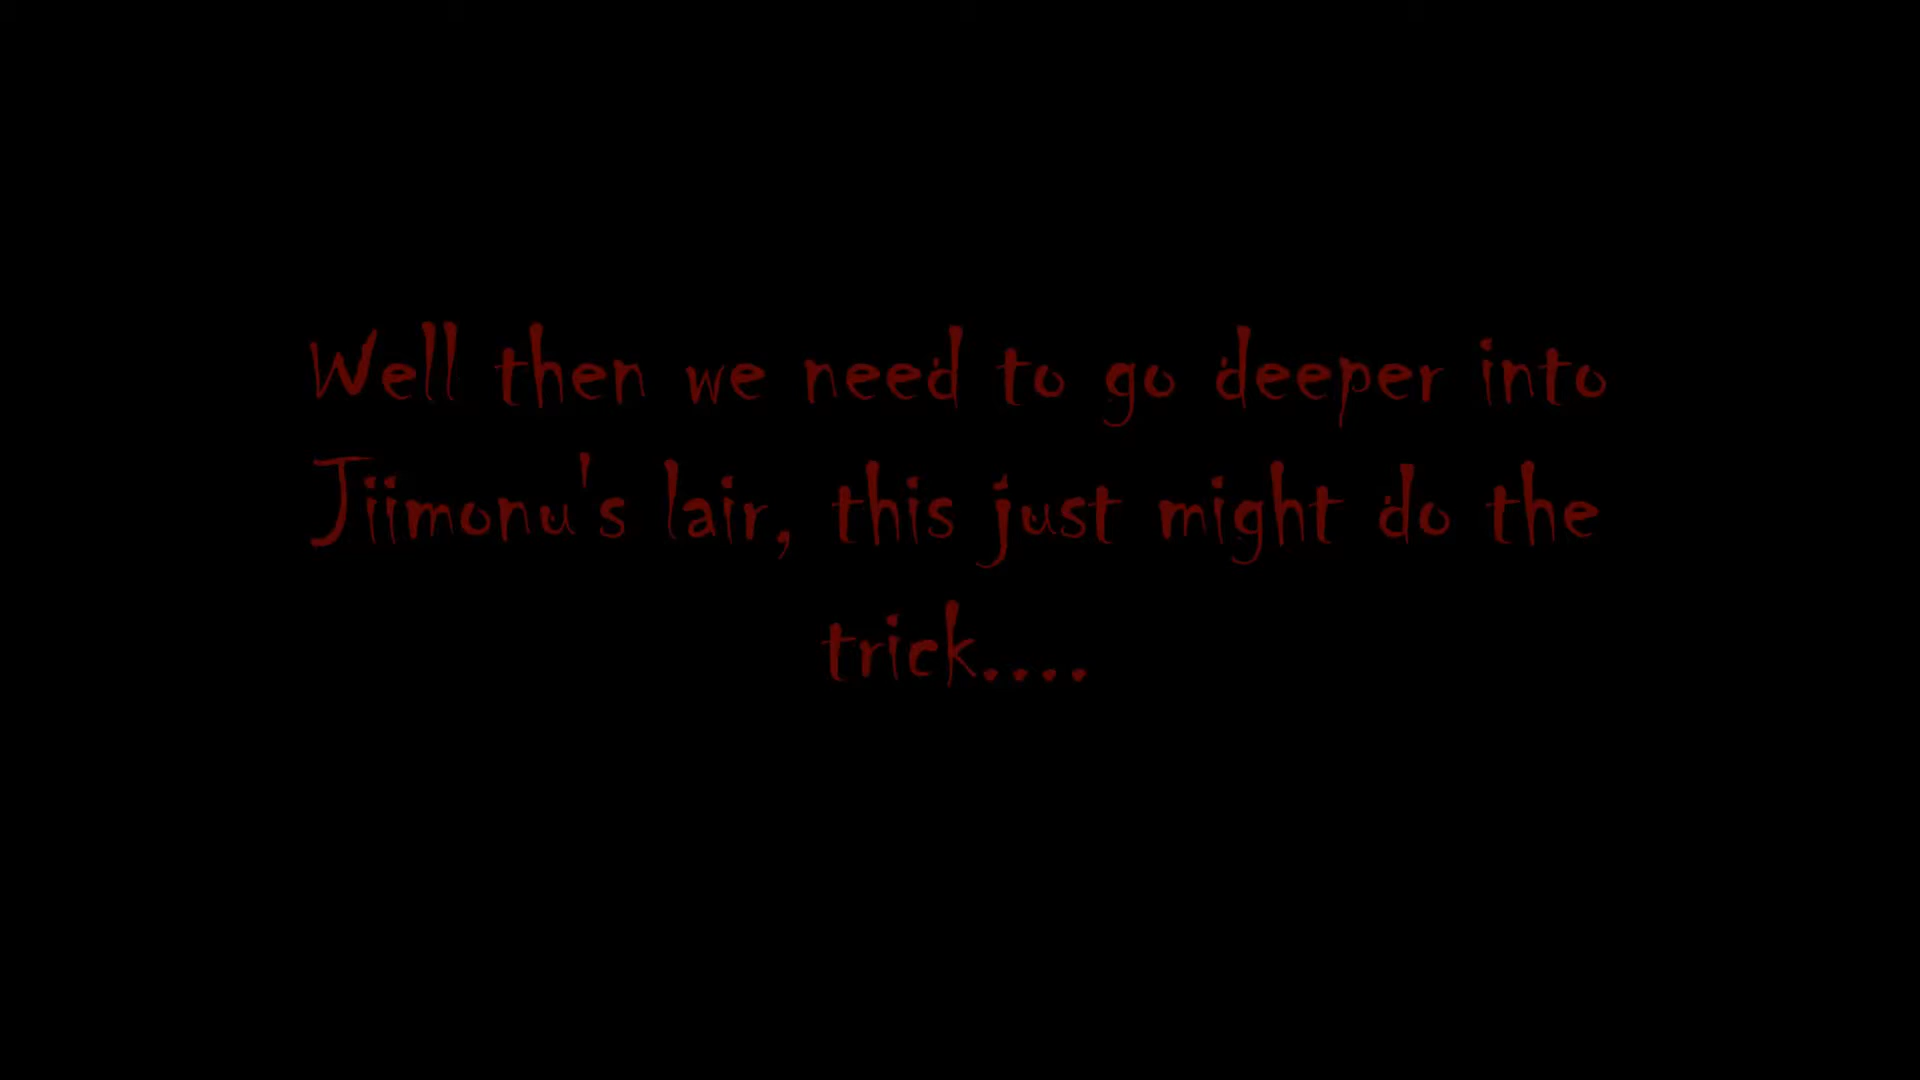 Well then we need to go deeper into
Jiimonu's lair, this just might do the
trick....